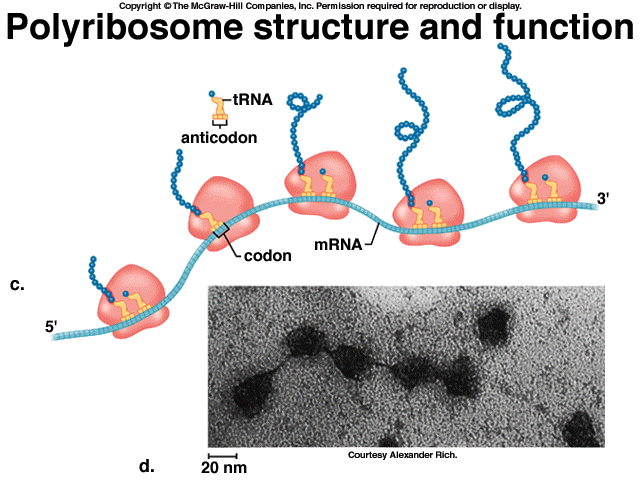 Copyright © The McGraw-Hill Companies, Inc. Permission required for reproduction or display.
Polyribosome structure and function
tRNA
anticodon
3'
mRNA
codon
c.
5'
Courtesy Alexander Rich.
d.
20 nm